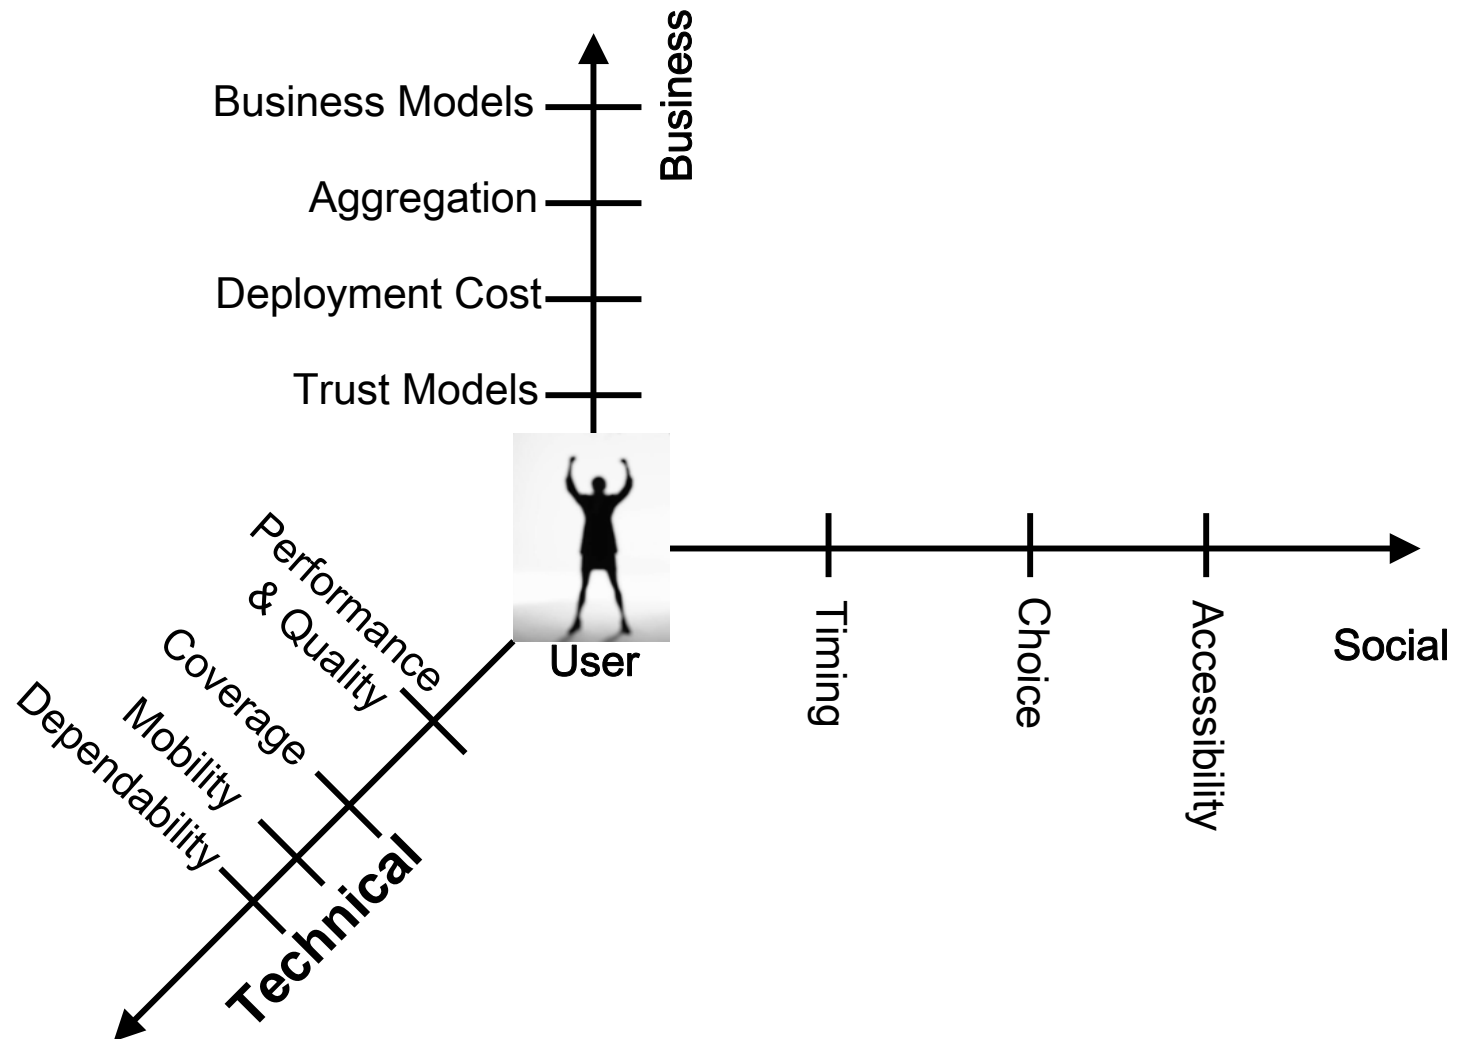 Business
Business Models
Aggregation
Deployment Cost
Trust Models
User
Timing
Choice
Accessibility
Social
Performance
& Quality
Coverage
Mobility
Dependability
Technical